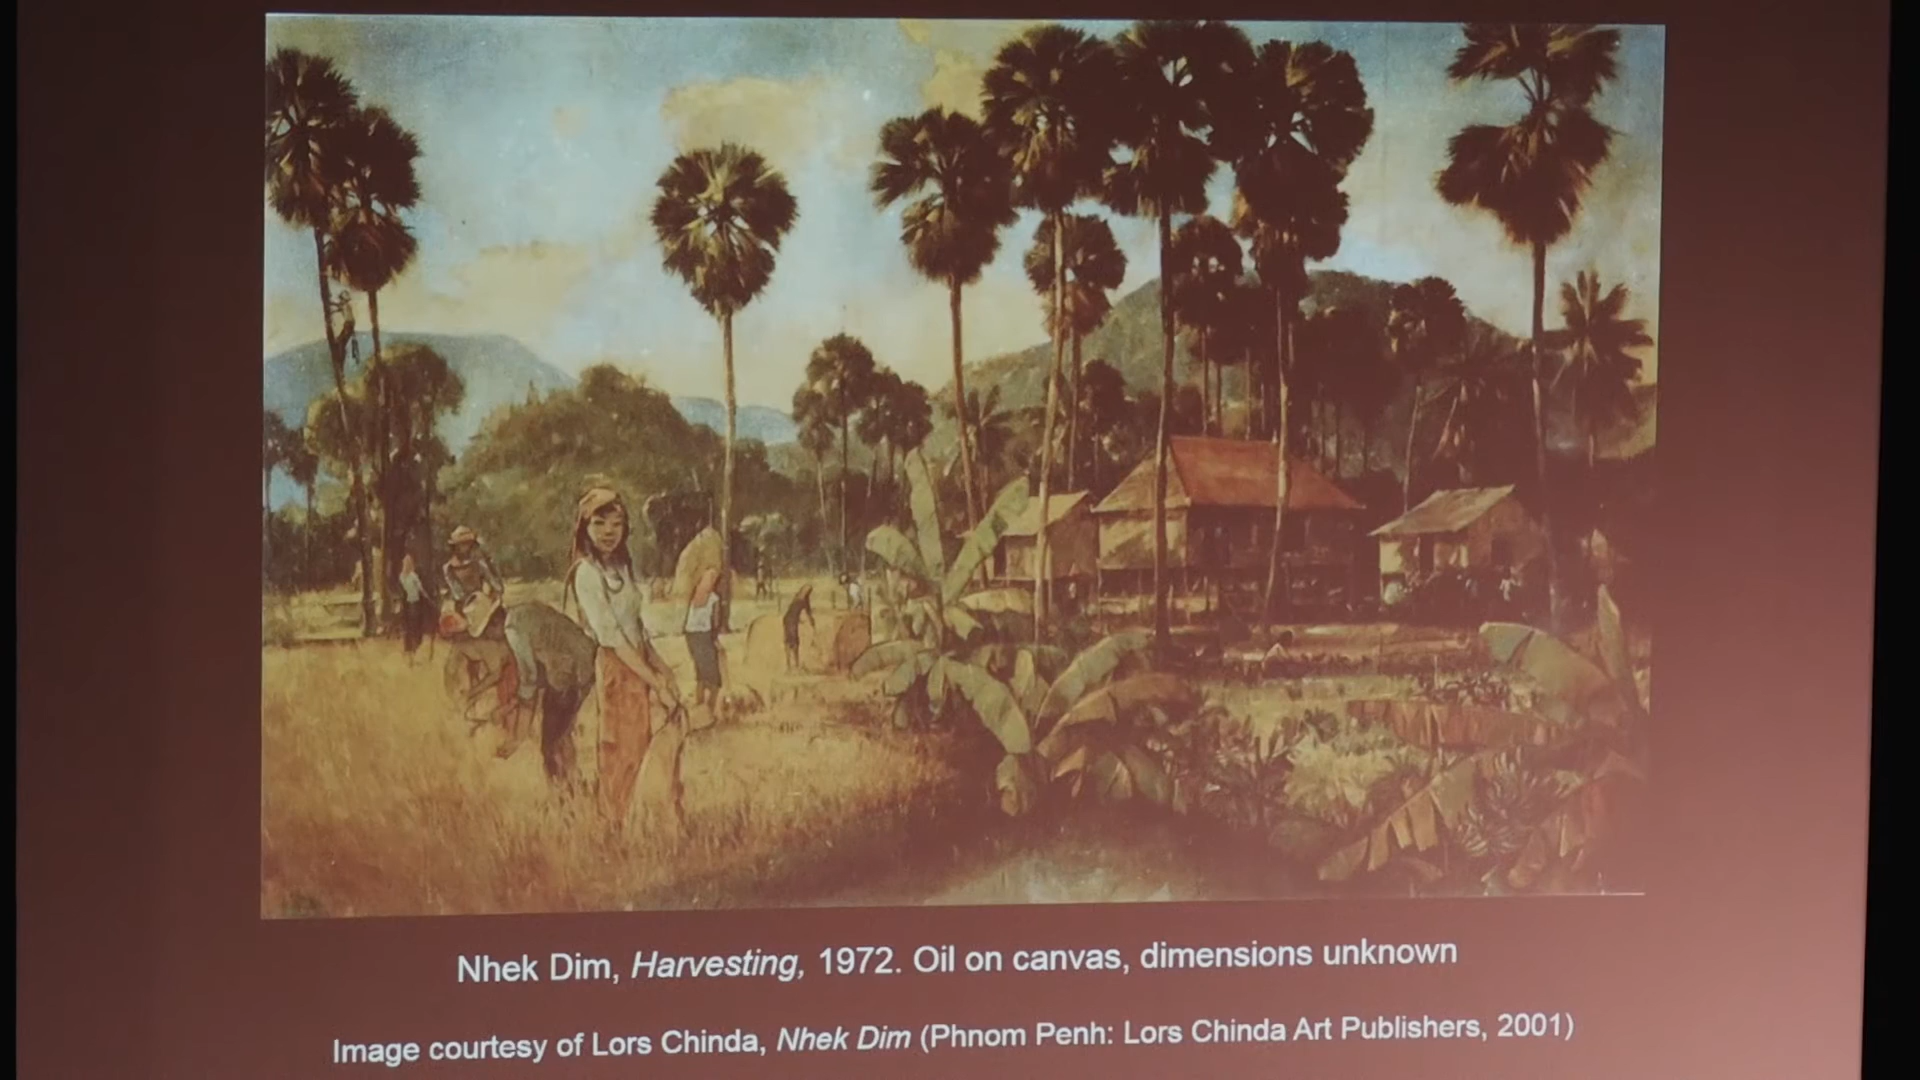 Nhek Dim, Harvesting, 1972. Oil on canvas, dimensions unknown
Image courtesy of Lors Chinda, Nhek Dim (Phnom Penh: Lors Chinda Art Publishers, 2001)